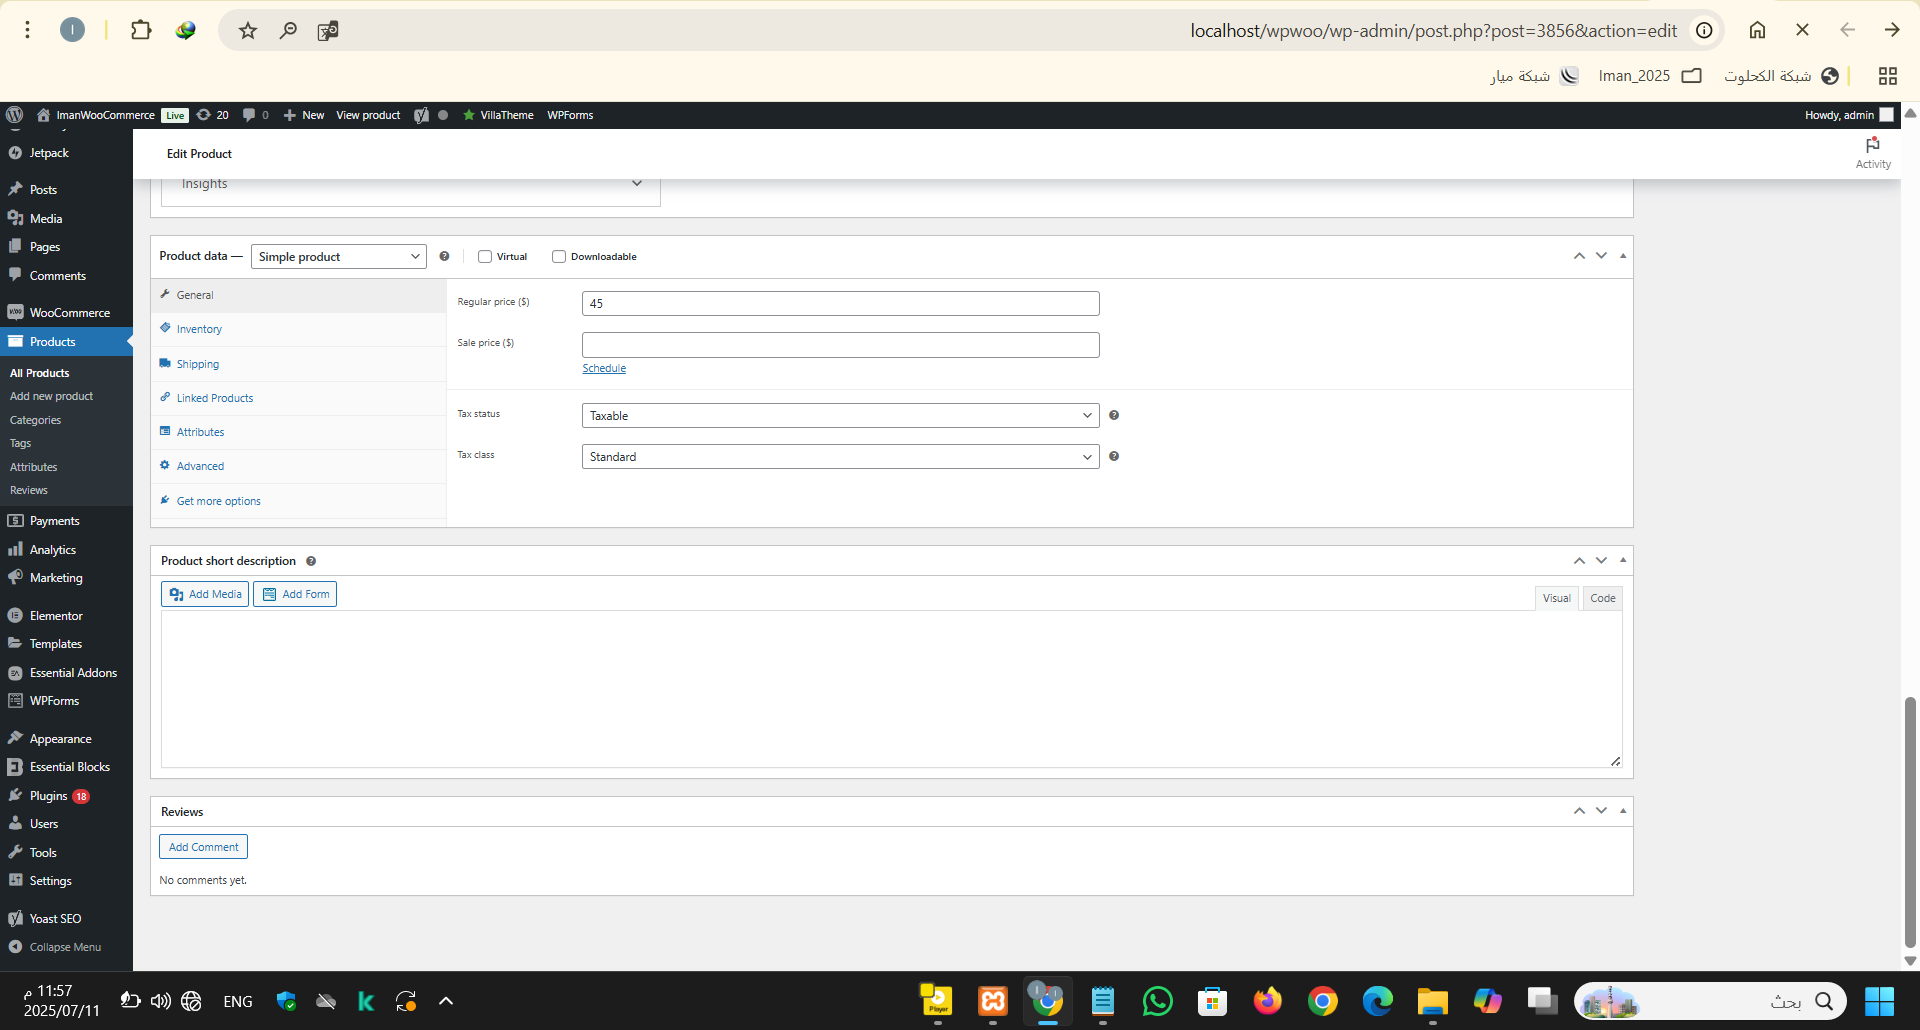 localhost/wpwoo/wp-admin/post.php?post=3856&action=edit
شبكة الكحلوت
Iman_2025
شبكة ميار
ImanWooCommerce Live 20 0 New View product VillaTheme WPForms Howdy, admin
Jetpack
Posts
Media
Pages
Comments
WooCommerce
Products
All Products
Add new product
Categories
Tags
Attributes
Reviews
Payments
Analytics
Marketing
Elementor
Templates
Essential Addons
WPForms
Appearance
Essential Blocks
Plugins 18
Users
Tools
Settings
Yoast SEO
Collapse Menu
Edit Product
Activity
Insights
Product data — Simple product Virtual Downloadable
General
Inventory
Shipping
Linked Products
Attributes
Advanced
Get more options
Regular price ($) 45
Sale price ($)
Schedule
Tax status Taxable
Tax class Standard
Product short description
Add Media Add Form
Visual Code
Reviews
Add Comment
No comments yet.
11:57 م
2025/07/11
ENG
Player
بحث